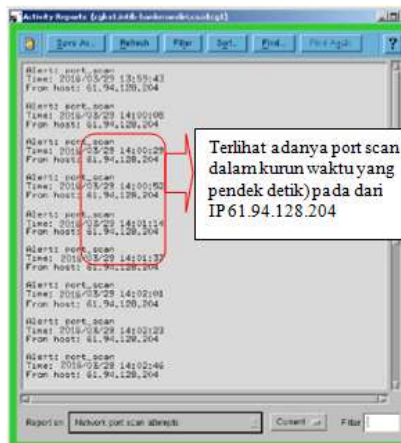 Activity Reports
Save As... Refresh Filter Sort... Find... Find Again ?
Alert: port_scan
Time: 2016/03/29 13:59:43
From host: 61.94.128.204
Alert: port_scan
Time: 2016/03/29 14:00:06
From host: 61.94.128.204
Alert: port_scan
Time: 2016/03/29 14:00:29
From host: 61.94.128.204
Alert: port_scan
Time: 2016/03/29 14:00:52
From host: 61.94.128.204
Alert: port_scan
Time: 2016/03/29 14:01:14
From host: 61.94.128.204
Alert: port_scan
Time: 2016/03/29 14:01:37
From host: 61.94.128.204
Alert: port_scan
Time: 2016/03/29 14:02:01
From host: 61.94.128.204
Alert: port_scan
Time: 2016/03/29 14:02:23
From host: 61.94.128.204
Alert: port_scan
Time: 2016/03/29 14:02:46
From host: 61.94.128.204
Terlihat adanya port scan
dalam kurun waktu yang
pendek detik) pada dari
IP 61.94.128.204
Report on: Network port scan attempts Current Filter